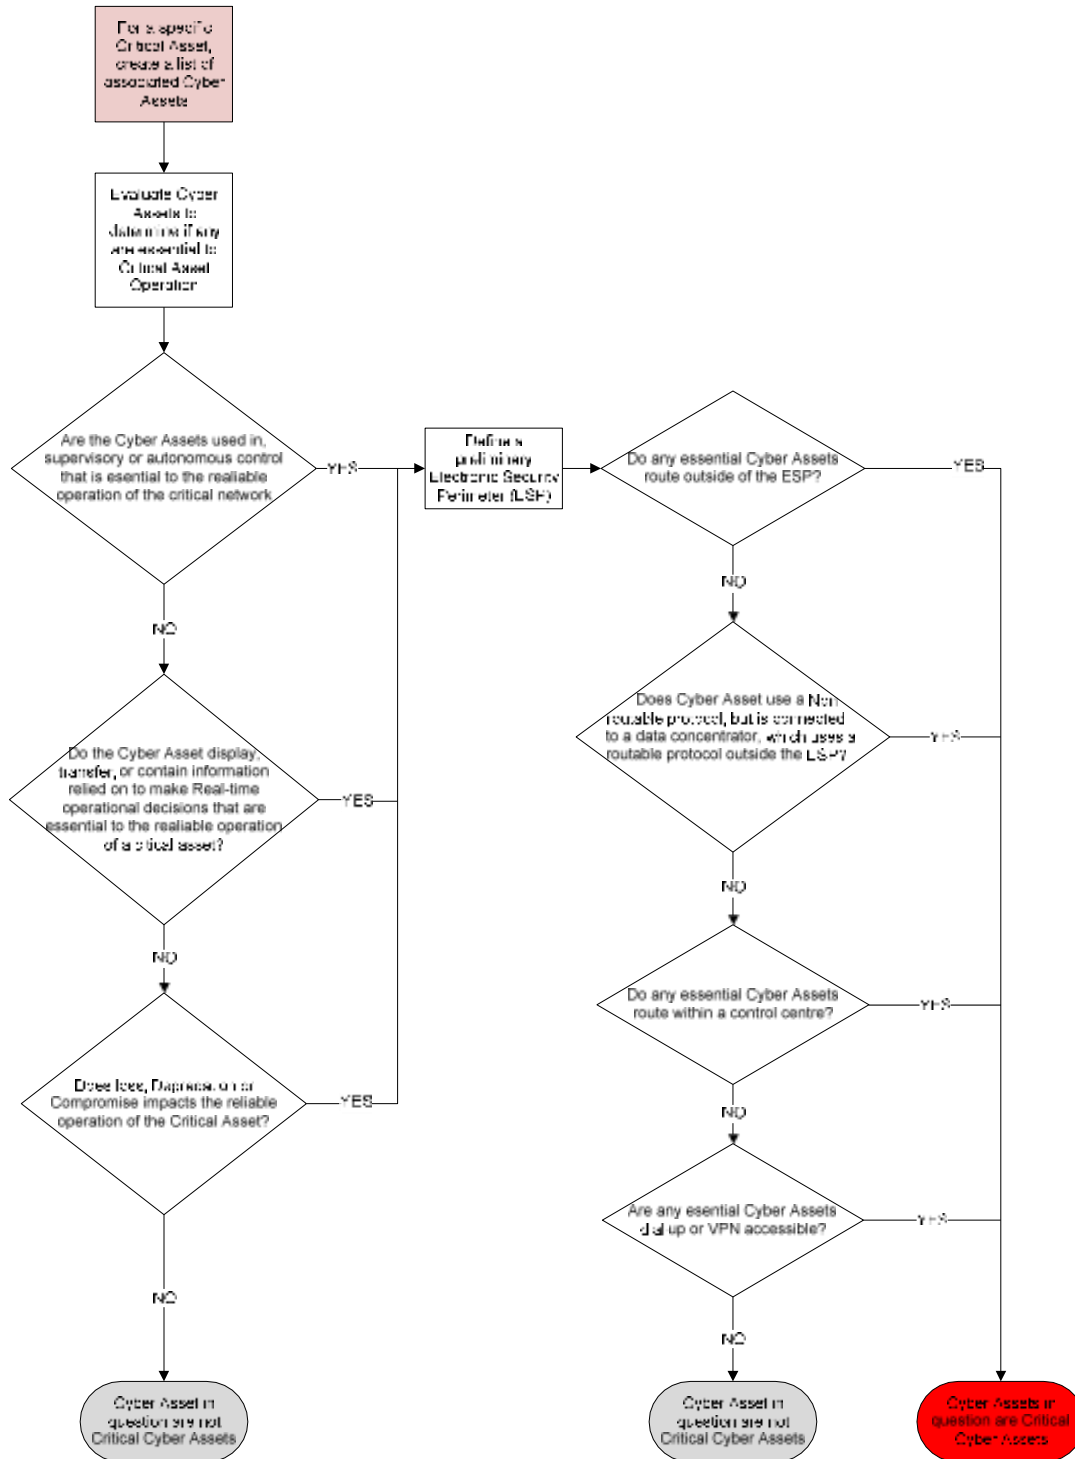 For a specific
Critical Asset,
create a list of
associated Cyber
Assets
Evaluate Cyber
Assets to
determine if any
are essential to
Critical Asset
Operation
Are the Cyber Assets used in,
supervisory or autonomous control
that is esential to the realiable
operation of the critical network
YES
NO
Do the Cyber Asset display,
transfer, or contain information
relied on to make Real-time
operational decisions that are
essential to the realiable operation
of a critical asset?
YES
NO
Does loss, or
Compromise impacts the reliable
operation of the Critical Asset?
YES
NO
Cyber Asset in
question are not
Critical Cyber Assets
Define a
preliminary
Electronic Security
Perimeter (ESP)
Do any essential Cyber Assets
route outside of the ESP?
YES
NO
Does Cyber Asset use a Non
routable protocol, but is connected
to a data concentrator, which uses a
routable protocol outside the ESP?
YES
NO
Do any essential Cyber Assets
route within a control centre?
YES
NO
Are any esential Cyber Assets
dial up or VPN accessible?
YES
NO
Cyber Asset in
question are not
Critical Cyber Assets
Cyber Assets in
question are Critical
Cyber Assets